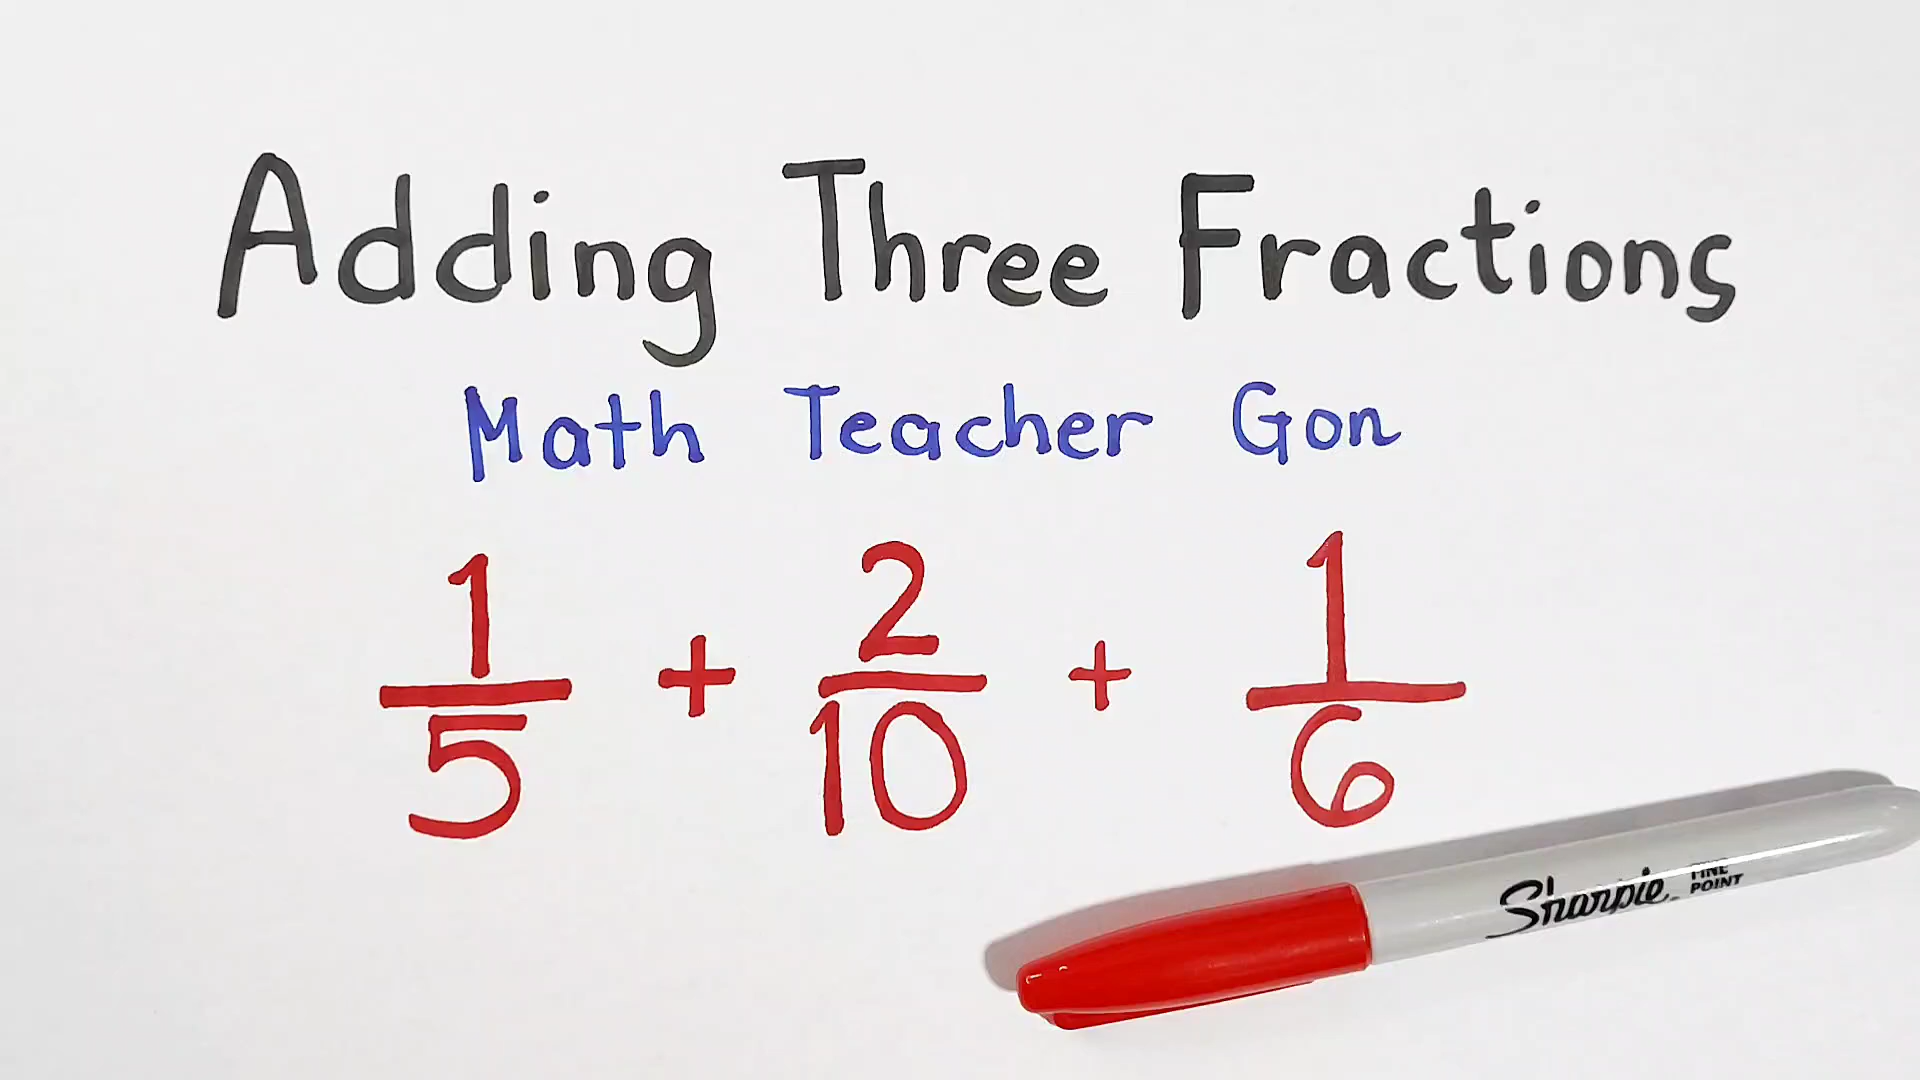 Adding Three Fractions
Math Teacher Gon
1/5 + 2/10 + 1/6
Sharpie. FINE POINT